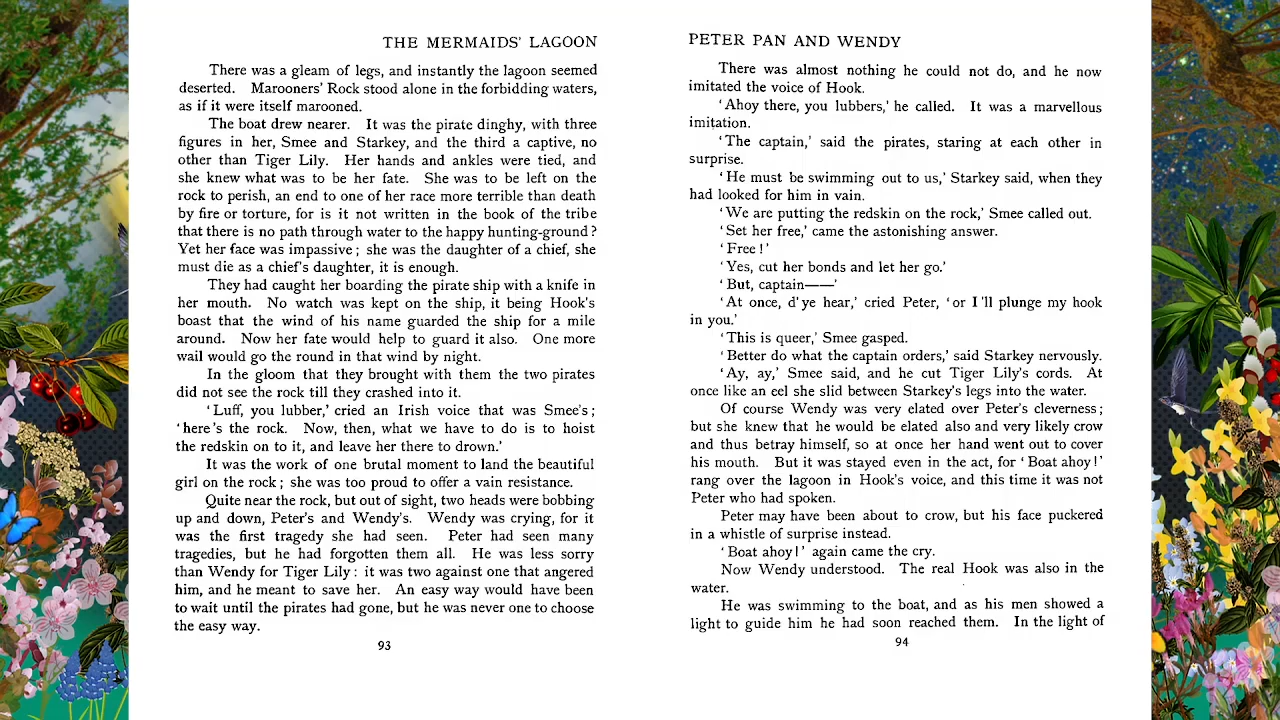 THE MERMAIDS' LAGOON
There was a gleam of legs, and instantly the lagoon seemed
deserted. Marooners' Rock stood alone in the forbidding waters,
as if it were itself marooned.
The boat drew nearer. It was the pirate dinghy, with three
figures in her, Smee and Starkey, and the third a captive, no
other than Tiger Lily. Her hands and ankles were tied, and
she knew what was to be her fate. She was to be left on the
rock to perish, an end to one of her race more terrible than death
by fire or torture, for is it not written in the book of the tribe
that there is no path through water to the happy hunting-ground?
Yet her face was impassive; she was the daughter of a chief, she
must die as a chief's daughter, it is enough.
They had caught her boarding the pirate ship with a knife in
her mouth. No watch was kept on the ship, it being Hook's
boast that the wind of his name guarded the ship for a mile
around. Now her fate would help to guard it also. One more
wail would go the round in that wind by night.
In the gloom that they brought with them the two pirates
did not see the rock till they crashed into it.
'Luff, you lubber,' cried an Irish voice that was Smee's;
'here's the rock. Now, then, what we have to do is to hoist
the redskin on to it, and leave her there to drown.'
It was the work of one brutal moment to land the beautiful
girl on the rock; she was too proud to offer a vain resistance.
Quite near the rock, but out of sight, two heads were bobbing
up and down, Peter's and Wendy's. Wendy was crying, for it
was the first tragedy she had seen. Peter had seen many
tragedies, but he had forgotten them all. He was less sorry
than Wendy for Tiger Lily: it was two against one that angered
him, and he meant to save her. An easy way would have been
to wait until the pirates had gone, but he was never one to choose
the easy way.
93
PETER PAN AND WENDY
There was almost nothing he could not do, and he now
imitated the voice of Hook.
'Ahoy there, you lubbers,' he called. It was a marvellous
imitation.
'The captain,' said the pirates, staring at each other in
surprise.
'He must be swimming out to us,' Starkey said, when they
had looked for him in vain.
'We are putting the redskin on the rock,' Smee called out.
'Set her free,' came the astonishing answer.
'Free!'
'Yes, cut her bonds and let her go.'
'But, captain——'
'At once, d'ye hear,' cried Peter, 'or I'll plunge my hook
in you.'
'This is queer,' Smee gasped.
'Better do what the captain orders,' said Starkey nervously.
'Ay, ay,' Smee said, and he cut Tiger Lily's cords. At
once like an eel she slid between Starkey's legs into the water.
Of course Wendy was very elated over Peter's cleverness;
but she knew that he would be elated also and very likely crow
and thus betray himself, so at once her hand went out to cover
his mouth. But it was stayed even in the act, for 'Boat ahoy!'
rang over the lagoon in Hook's voice, and this time it was not
Peter who had spoken.
Peter may have been about to crow, but his face puckered
in a whistle of surprise instead.
'Boat ahoy!' again came the cry.
Now Wendy understood. The real Hook was also in the
water.
He was swimming to the boat, and as his men showed a
light to guide him he had soon reached them. In the light of
94